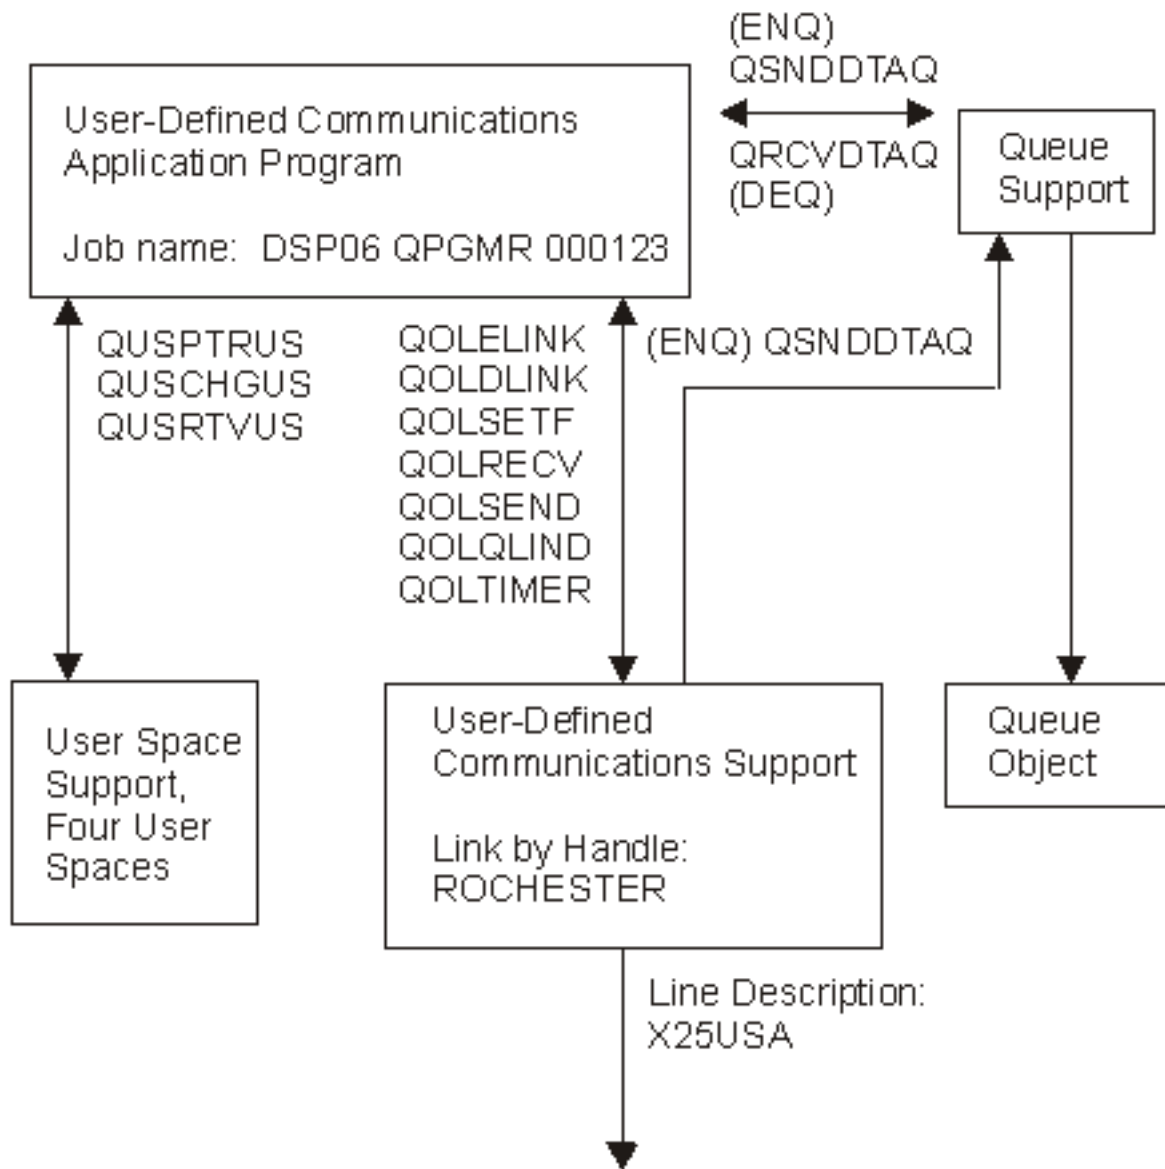 (ENQ)
QSNDDTAQ
User-Defined Communications
Application Program
Job name: DSP06 QPGMR 000123
QRCVDTAQ
(DEQ)
Queue
Support
QUSPTRUS
QUSCHGUS
QUSRTVUS
QOLELINK
QOLDLINK
QOLSETF
QOLRECV
QOLSEND
QOLQLIND
QOLTIMER
(ENQ) QSNDDTAQ
User Space
Support,
Four User
Spaces
User-Defined
Communications Support
Link by Handle:
ROCHESTER
Queue
Object
Line Description:
X25USA